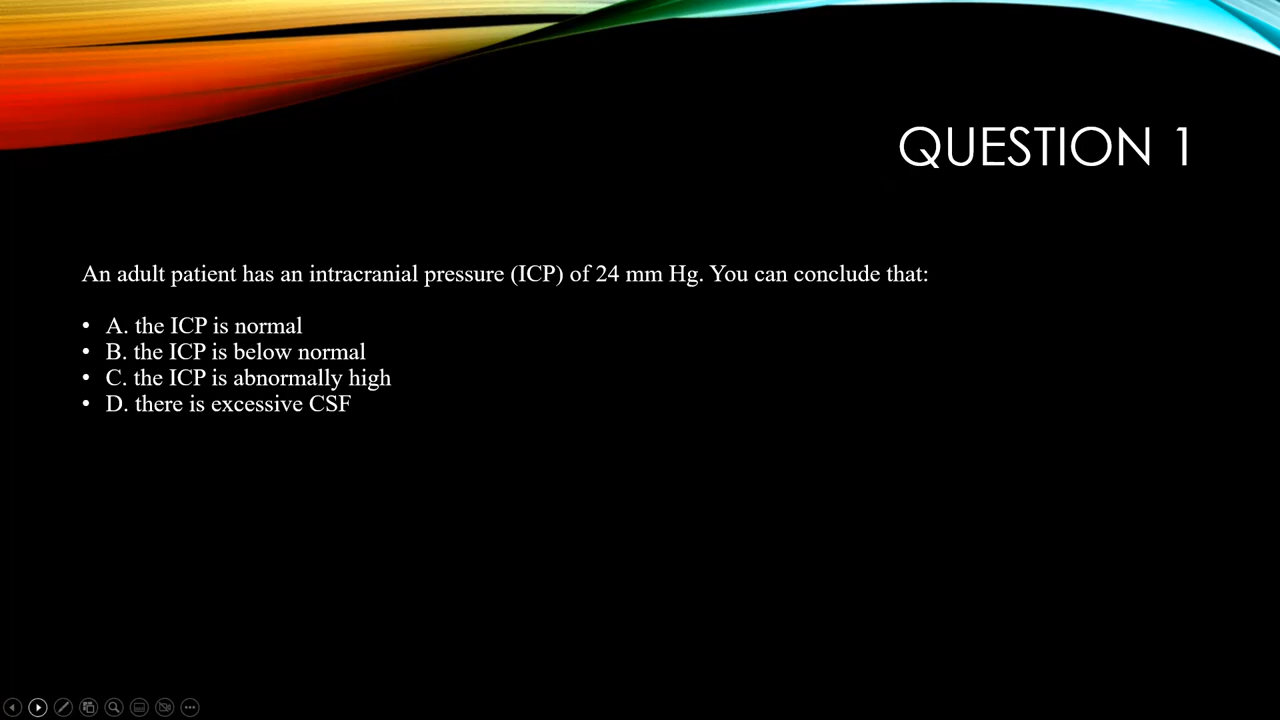 QUESTION 1
An adult patient has an intracranial pressure (ICP) of 24 mm Hg. You can conclude that:
• A. the ICP is normal
• B. the ICP is below normal
• C. the ICP is abnormally high
• D. there is excessive CSF